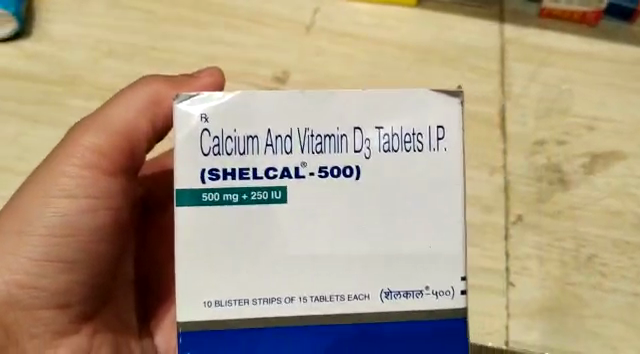 Rx
Calcium And Vitamin D3 Tablets I.P.
(SHELCAL®-500)
500 mg + 250 IU
10 BLISTER STRIPS OF 15 TABLETS EACH (शेलकाल®-५००)